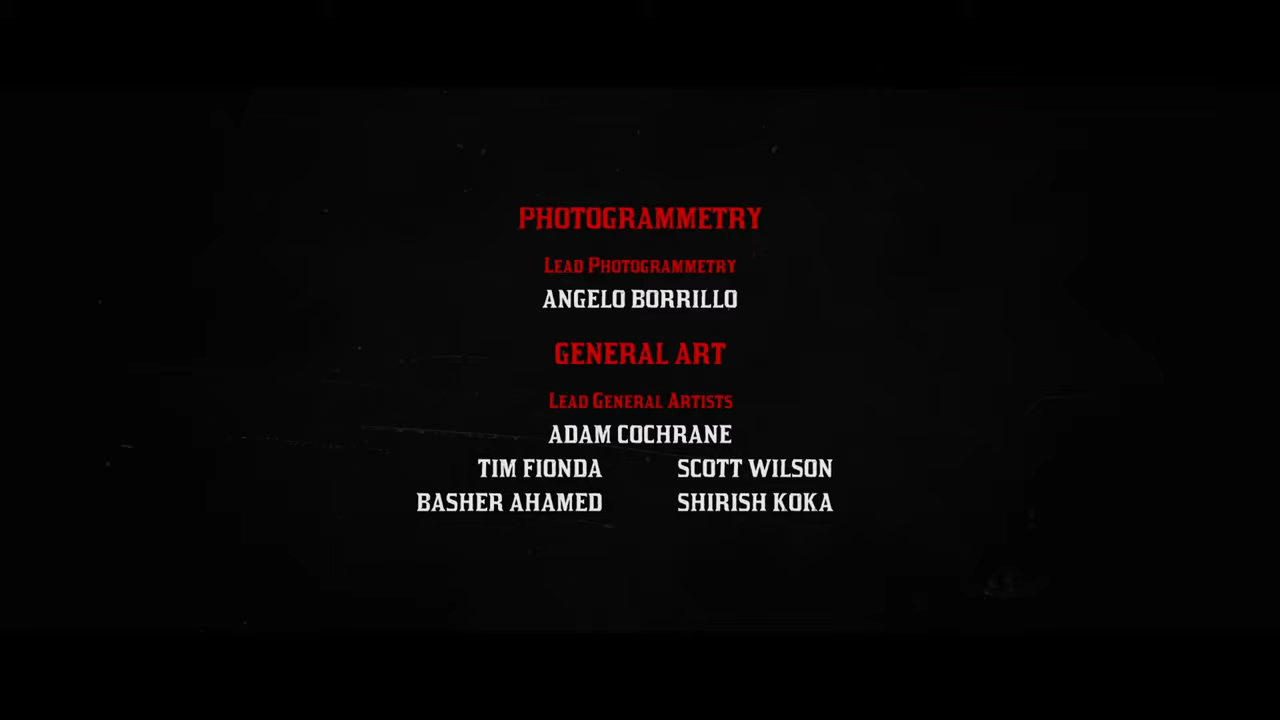 PHOTOGRAMMETRY
LEAD PHOTOGRAMMETRY
ANGELO BORRILLO
GENERAL ART
LEAD GENERAL ARTISTS
ADAM COCHRANE
TIM FIONDA SCOTT WILSON
BASHER AHAMED SHIRISH KOKA